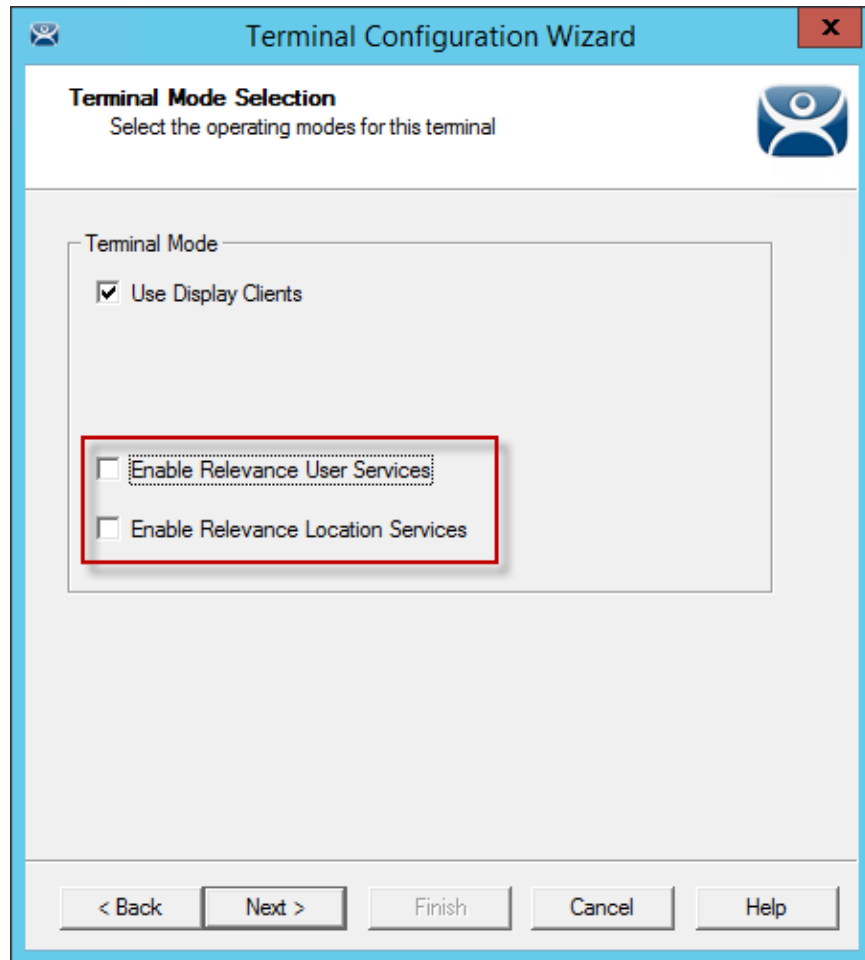 Terminal Configuration Wizard
x
Terminal Mode Selection
Select the operating modes for this terminal
Terminal Mode
Use Display Clients
Enable Relevance User Services
Enable Relevance Location Services
< Back Next > Finish Cancel Help